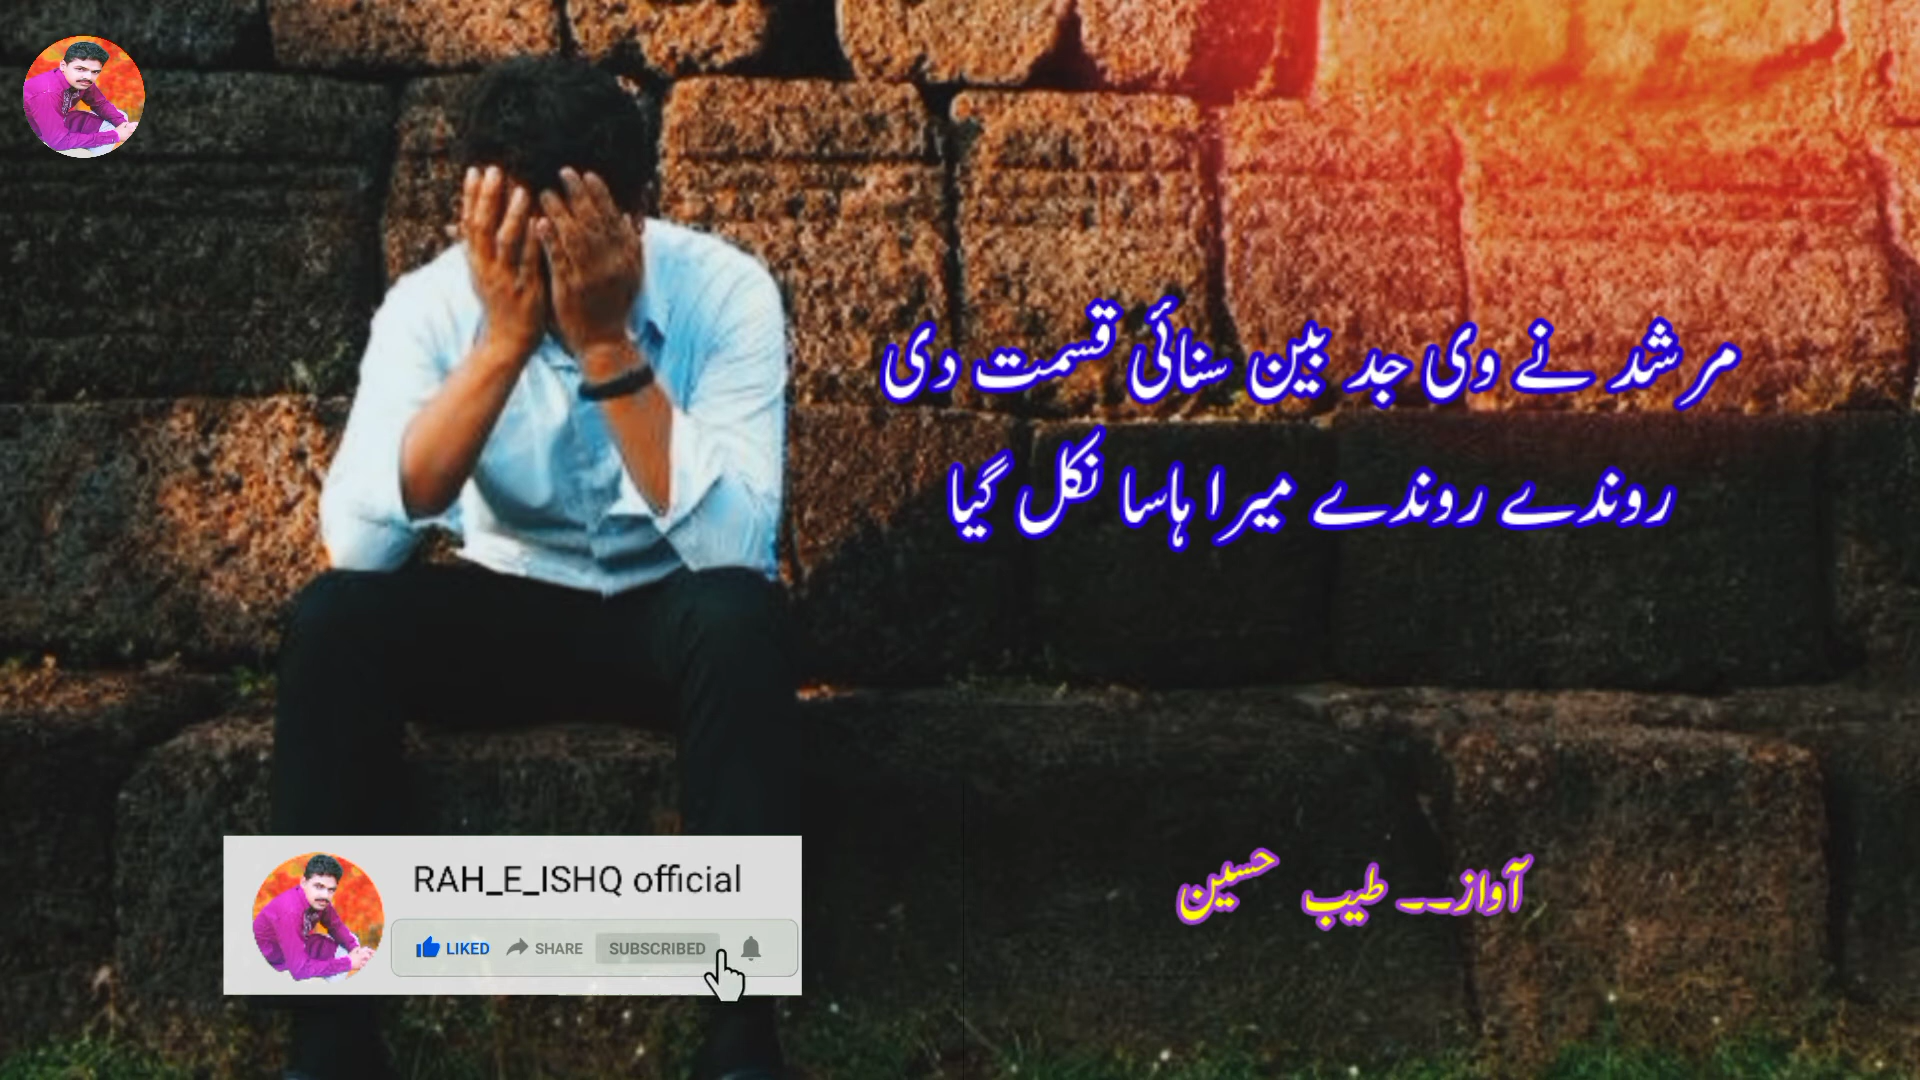 مرشد نے وی جد بین سنائی قسمت دی
روندے روندے میرا ہاسا نکل گیا
آواز۔۔ طیب حسین
RAH_E_ISHQ official
LIKED SHARE SUBSCRIBED